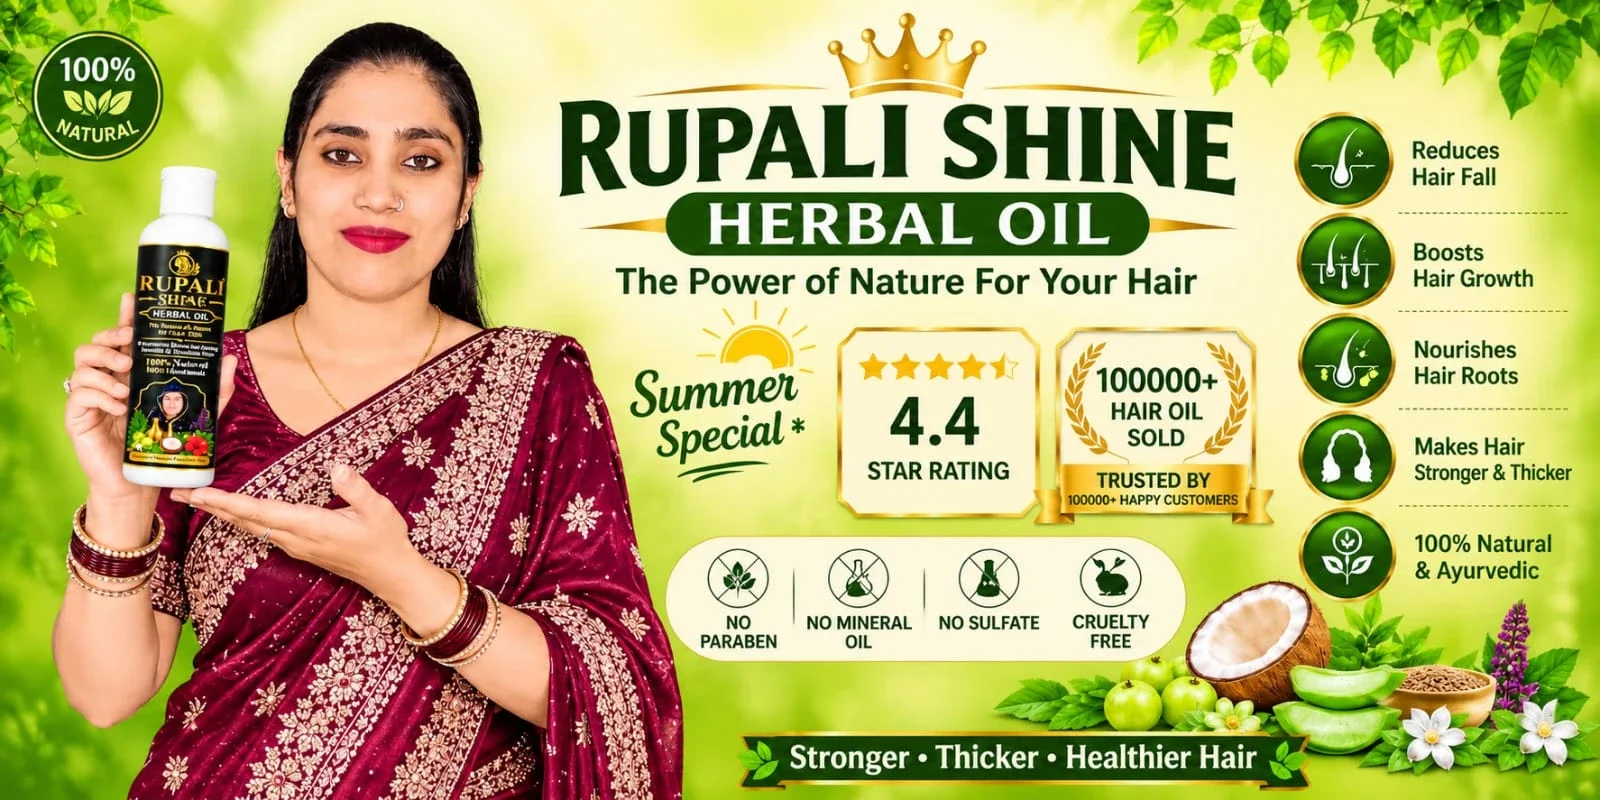 100%
NATURAL
RUPALI SHINE
HERBAL OIL
The Power of Nature For Your Hair
Summer
Special*
4.4
STAR RATING
100000+
HAIR OIL
SOLD
TRUSTED BY
100000+ HAPPY CUSTOMERS
NO
PARABEN
NO MINERAL
OIL
NO SULFATE
CRUELTY
FREE
Reduces
Hair Fall
Boosts
Hair Growth
Nourishes
Hair Roots
Makes Hair
Stronger & Thicker
100% Natural
& Ayurvedic
Stronger • Thicker • Healthier Hair
RUPALI
HERBAL OIL